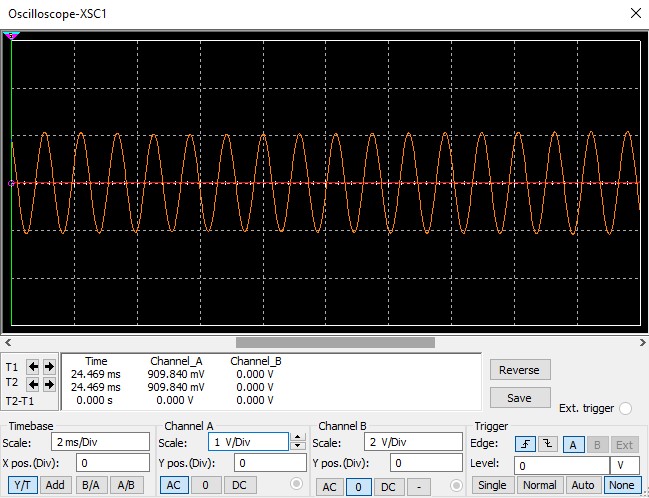 Oscilloscope-XSC1
Time Channel_A Channel_B
T1 24.469 ms 909.840 mV 0.000 V
T2 24.469 ms 909.840 mV 0.000 V
T2-T1 0.000 s 0.000 V 0.000 V
Reverse
Save
Ext. trigger
Timebase Channel A Channel B Trigger
Scale: 2 ms/Div Scale: 1 V/Div Scale: 2 V/Div Edge: A B Ext
X pos.(Div): 0 Y pos.(Div): 0 Y pos.(Div): 0 Level: 0 V
Y/T Add B/A A/B AC 0 DC AC 0 DC - Single Normal Auto None